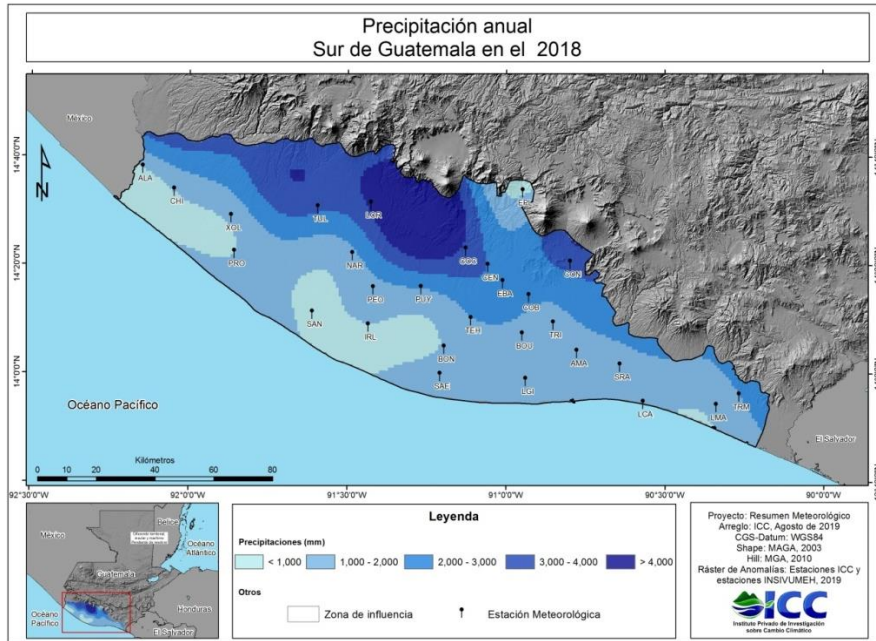 Precipitación anual
Sur de Guatemala en el 2018
México
14°40'0"N
14°20'0"N
14°0'0"N
ALA
CHI
XOL
PRO
TUL
LOR
NAR
PEO
PUY
SAN
IRL
BON
SAE
COC
GEN
EBA
CUB
CON
TEH
BOU
TRI
AMA
SRA
LGI
LCA
LMA
TRM
Océano Pacífico
El Salvador
Kilómetros
0 10 20 40 60 80
92°30'0"W
92°0'0"W
91°30'0"W
91°0'0"W
90°30'0"W
90°0'0"W
México
Belice
Océano
Atlántico
Guatemala
Honduras
Océano
Pacífico
El Salvador
Leyenda
Precipitaciones (mm)
< 1,000
1,000 - 2,000
2,000 - 3,000
3,000 - 4,000
> 4,000
Otros
Zona de influencia
Estación Meteorológica
Proyecto: Resumen Meteorológico
Arreglo: ICC, Agosto de 2019
CGS-Datum: WGS84
Shape: MAGA, 2003
Hill: MGA, 2010
Ráster de Anomalías: Estaciones ICC y
estaciones INSIVUMEH, 2019
ICC
Instituto Privado de Investigación
sobre Cambio Climático